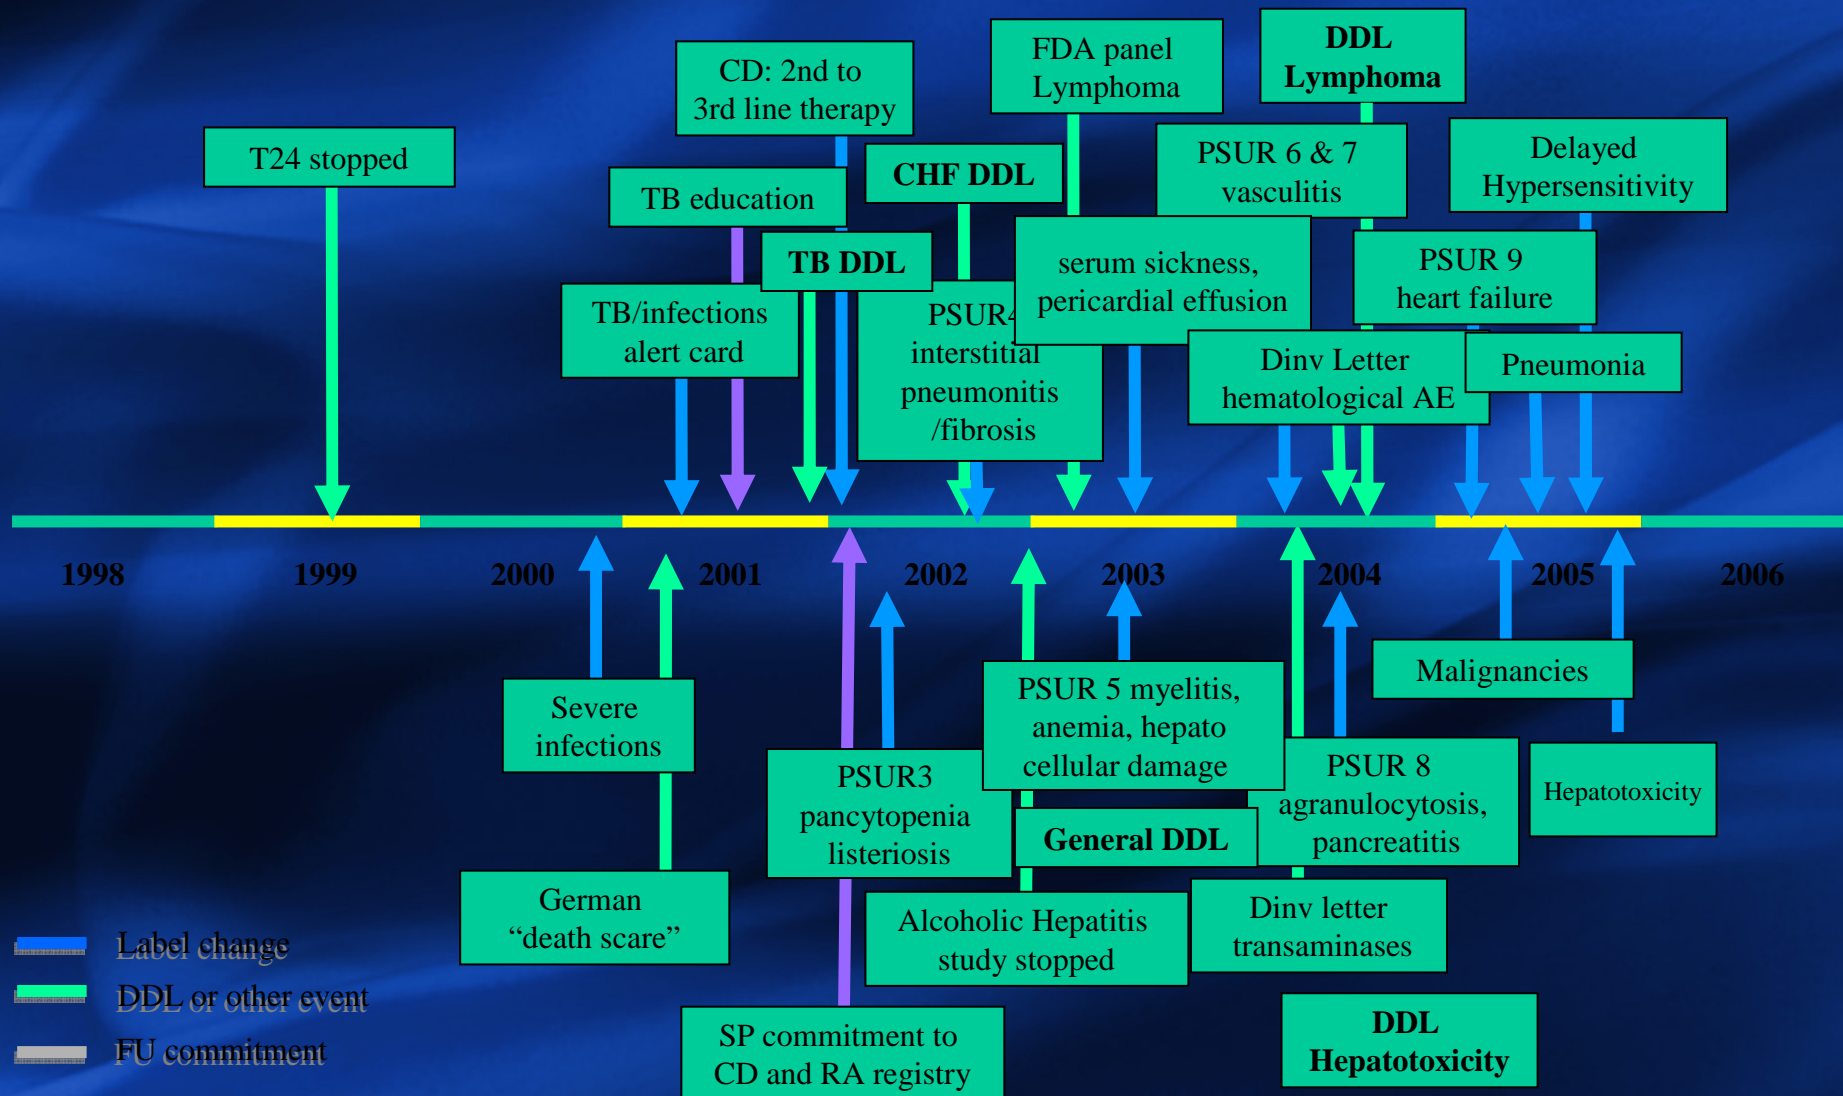 T24 stopped
CD: 2nd to
3rd line therapy
TB education
TB DDL
TB/infections
alert card
CHF DDL
PSUR4
interstitial
pneumonitis
/fibrosis
FDA panel
Lymphoma
serum sickness,
pericardial effusion
DDL
Lymphoma
PSUR 6 & 7
vasculitis
Dinv Letter
hematological AE
Delayed
Hypersensitivity
PSUR 9
heart failure
Pneumonia
1998
1999
2000
2001
2002
2003
2004
2005
2006
Severe
infections
German
“death scare”
PSUR3
pancytopenia
listeriosis
SP commitment to
CD and RA registry
PSUR 5 myelitis,
anemia, hepato
cellular damage
General DDL
Alcoholic Hepatitis
study stopped
PSUR 8
agranulocytosis,
pancreatitis
Dinv letter
transaminases
DDL
Hepatotoxicity
Malignancies
Hepatotoxicity
Label change
DDL or other event
FU commitment